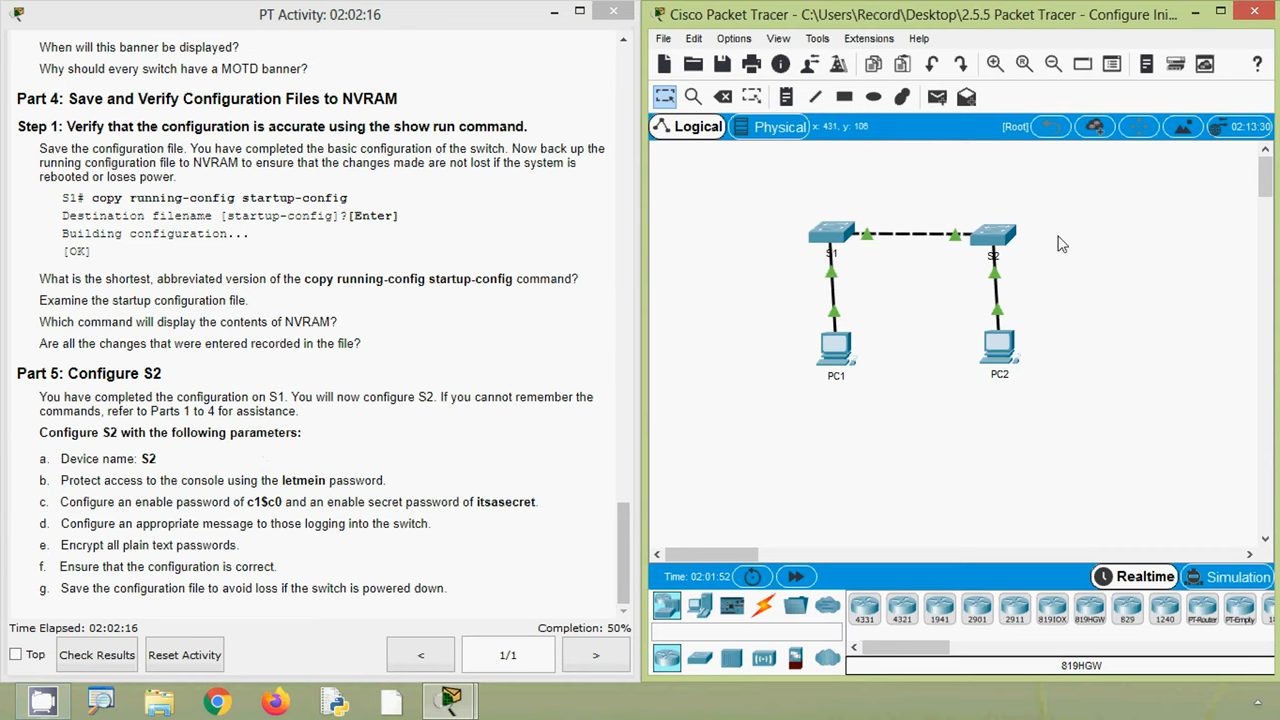 PT Activity: 02:02:16
When will this banner be displayed?
Why should every switch have a MOTD banner?
Part 4: Save and Verify Configuration Files to NVRAM
Step 1: Verify that the configuration is accurate using the show run command.
Save the configuration file. You have completed the basic configuration of the switch. Now back up the
running configuration file to NVRAM to ensure that the changes made are not lost if the system is
rebooted or loses power.
S1# copy running-config startup-config
Destination filename [startup-config]?[Enter]
Building configuration...
[OK]
What is the shortest, abbreviated version of the copy running-config startup-config command?
Examine the startup configuration file.
Which command will display the contents of NVRAM?
Are all the changes that were entered recorded in the file?
Part 5: Configure S2
You have completed the configuration on S1. You will now configure S2. If you cannot remember the
commands, refer to Parts 1 to 4 for assistance.
Configure S2 with the following parameters:
a. Device name: S2
b. Protect access to the console using the letmein password.
c. Configure an enable password of c1$c0 and an enable secret password of itsasecret.
d. Configure an appropriate message to those logging into the switch.
e. Encrypt all plain text passwords.
f. Ensure that the configuration is correct.
g. Save the configuration file to avoid loss if the switch is powered down.
Time Elapsed: 02:02:16 Completion: 50%
Top Check Results Reset Activity < 1/1 >
Cisco Packet Tracer - C:\Users\Record\Desktop\2.5.5 Packet Tracer - Configure Ini...
File Edit Options View Tools Extensions Help
Logical Physical x: 431, y: 106 [Root] 02:13:30
S1 S2
PC1 PC2
Time: 02:01:52 Realtime Simulation
4331 4321 1941 2901 2911 819IOX 819HGW 829 1240 PT-Router PT-Empty
819HGW